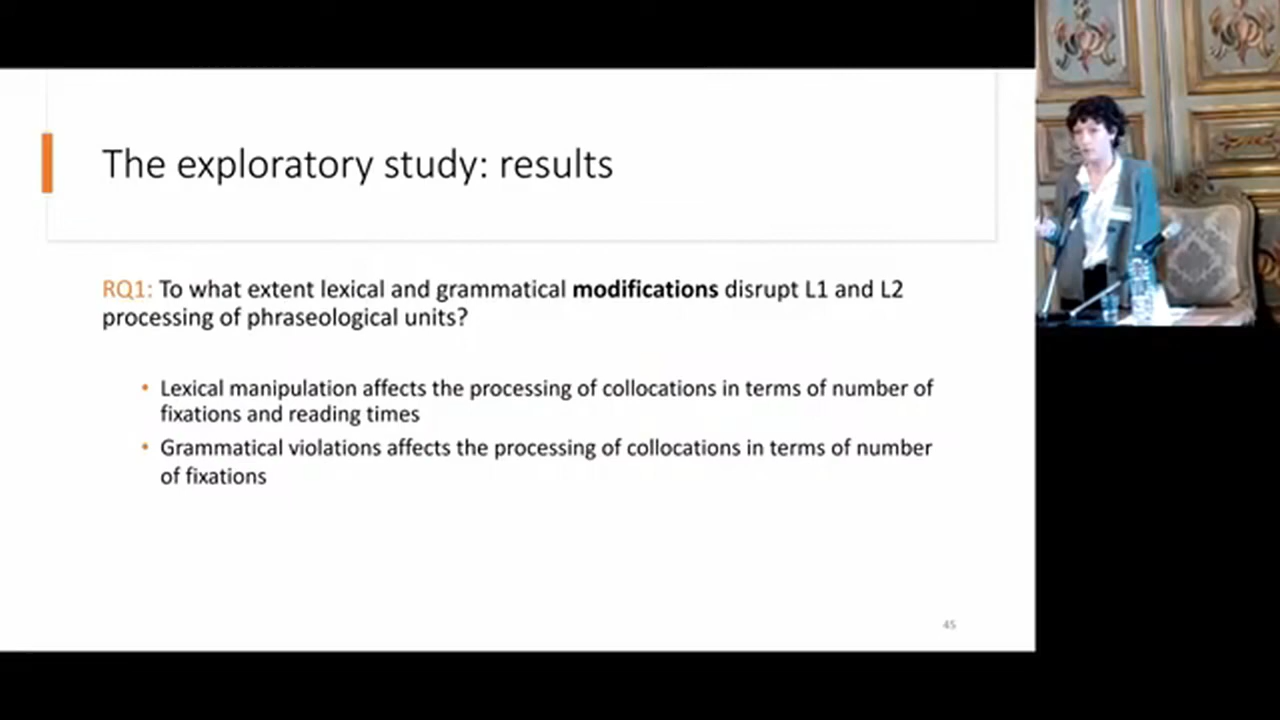 The exploratory study: results
RQ1: To what extent lexical and grammatical modifications disrupt L1 and L2
processing of phraseological units?
• Lexical manipulation affects the processing of collocations in terms of number of
fixations and reading times
• Grammatical violations affects the processing of collocations in terms of number
of fixations
45